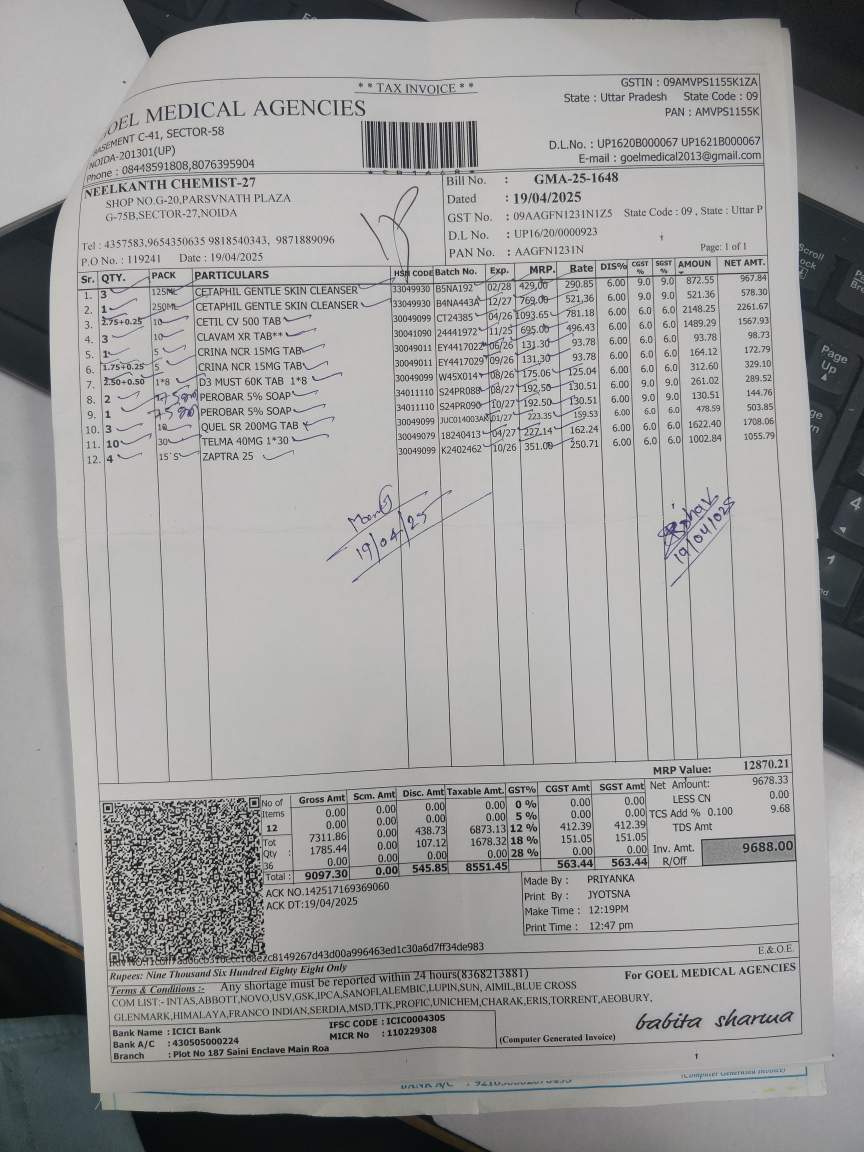 * * TAX INVOICE * *
GSTIN : 09AMVPS1155K1ZA
State : Uttar Pradesh State Code : 09
PAN : AMVPS1155K
GOEL MEDICAL AGENCIES
BASEMENT C-41, SECTOR-58
NOIDA-201301(UP)
Phone : 08448591808,8076395904
D.L.No. : UP1620B000067 UP1621B000067
E-mail : goelmedical2013@gmail.com
NEELKANTH CHEMIST-27
SHOP NO.G-20,PARSVNATH PLAZA
G-75B,SECTOR-27,NOIDA
Tel : 4357583,9654350635 9818540343, 9871889096
P.O No. : 119241 Date : 19/04/2025
Bill No. : GMA-25-1648
Dated : 19/04/2025
GST No. : 09AAGFN1231N1Z5 State Code : 09 , State : Uttar P
D.L No. : UP16/20/0000923
PAN No. : AAGFN1231N
Page: 1 of 1
Sr. QTY. PACK PARTICULARS HSN CODE Batch No. Exp. MRP. Rate DIS% CGST % SGST % AMOUN NET AMT.
1. 3 125ML CETAPHIL GENTLE SKIN CLEANSER 33049930 B5NA192 02/28 429.00 290.85 6.00 9.0 9.0 872.55 967.84
2. 1 250ML CETAPHIL GENTLE SKIN CLEANSER 33049930 B4NA443A 12/27 769.00 521.36 6.00 9.0 9.0 521.36 578.30
3. 2.75+0.25 10 CETIL CV 500 TAB 30049099 CT24385 04/26 1093.65 781.18 6.00 6.0 6.0 2148.25 2261.67
4. 3 10 CLAVAM XR TAB** 30041090 24441972 11/25 695.00 496.43 6.00 6.0 6.0 1489.29 1567.93
5. 1 5 CRINA NCR 15MG TAB 30049011 EY4417022 06/26 131.30 93.78 6.00 6.0 6.0 93.78 98.73
6. 1.75+0.25 5 CRINA NCR 15MG TAB 30049011 EY4417029 09/26 131.30 93.78 6.00 6.0 6.0 164.12 172.79
7. 2.50+0.50 1*8 D3 MUST 60K TAB 1*8 30049099 W45X014 08/26 175.06 125.04 6.00 6.0 6.0 312.60 329.10
8. 2 75gm PEROBAR 5% SOAP 34011110 S24PR088 08/27 192.50 130.51 6.00 9.0 9.0 261.02 289.52
9. 1 75gm PEROBAR 5% SOAP 34011110 S24PR090 10/27 192.50 130.51 6.00 9.0 9.0 130.51 144.76
10. 3 10 QUEL SR 200MG TAB 30049099 JUC014003AK 01/27 223.35 159.53 6.00 6.0 6.0 478.59 503.85
11. 10 30 TELMA 40MG 1*30 30049079 18240413 04/27 227.14 162.24 6.00 6.0 6.0 1622.40 1708.06
12. 4 15`S ZAPTRA 25 30049099 K2402462 10/26 351.00 250.71 6.00 6.0 6.0 1002.84 1055.79
19/04/25
19/04/025
MRP Value: 12870.21
No of Items 12
Tot Qty : 36
Gross Amt Scm. Amt Disc. Amt Taxable Amt. GST% CGST Amt SGST Amt
0.00 0.00 0.00 0.00 0 % 0.00 0.00
0.00 0.00 0.00 0.00 5 % 0.00 0.00
7311.86 0.00 438.73 6873.13 12 % 412.39 412.39
1785.44 0.00 107.12 1678.32 18 % 151.05 151.05
0.00 0.00 0.00 0.00 28 % 0.00 0.00
Total : 9097.30 0.00 545.85 8551.45 563.44 563.44
Net Amount: 9678.33
LESS CN 0.00
TCS Add % 0.100 9.68
TDS Amt
Inv. Amt. 9688.00
R/Off
ACK NO.142517169369060
ACK DT:19/04/2025
Made By : PRIYANKA
Print By : JYOTSNA
Make Time : 12:19PM
Print Time : 12:47 pm
E.&O.E.
Rupees: Nine Thousand Six Hundred Eighty Eight Only
Terms & Conditions :- Any shortage must be reported within 24 hours(8368213881)
COM LIST:- INTAS,ABBOTT,NOVO,USV,GSK,IPCA,SANOFI,ALEMBIC,LUPIN,SUN, AIMIL,BLUE CROSS
GLENMARK,HIMALAYA,FRANCO INDIAN,SERDIA,MSD,TTK,PROFIC,UNICHEM,CHARAK,ERIS,TORRENT,AEOBURY,
For GOEL MEDICAL AGENCIES
babita sharma
Bank Name : ICICI Bank IFSC CODE : ICIC0004305
Bank A/C : 430505000224 MICR No : 110229308
Branch : Plot No 187 Saini Enclave Main Roa
(Computer Generated Invoice)
1
(Computer Generated Invoice)